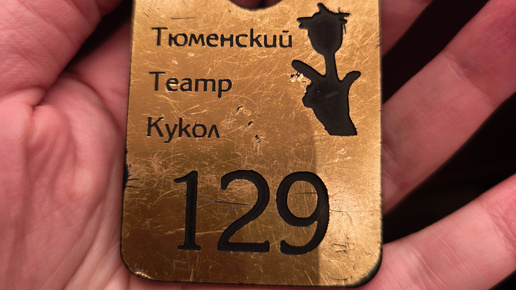 Тюменский
Театр
Кукол
129